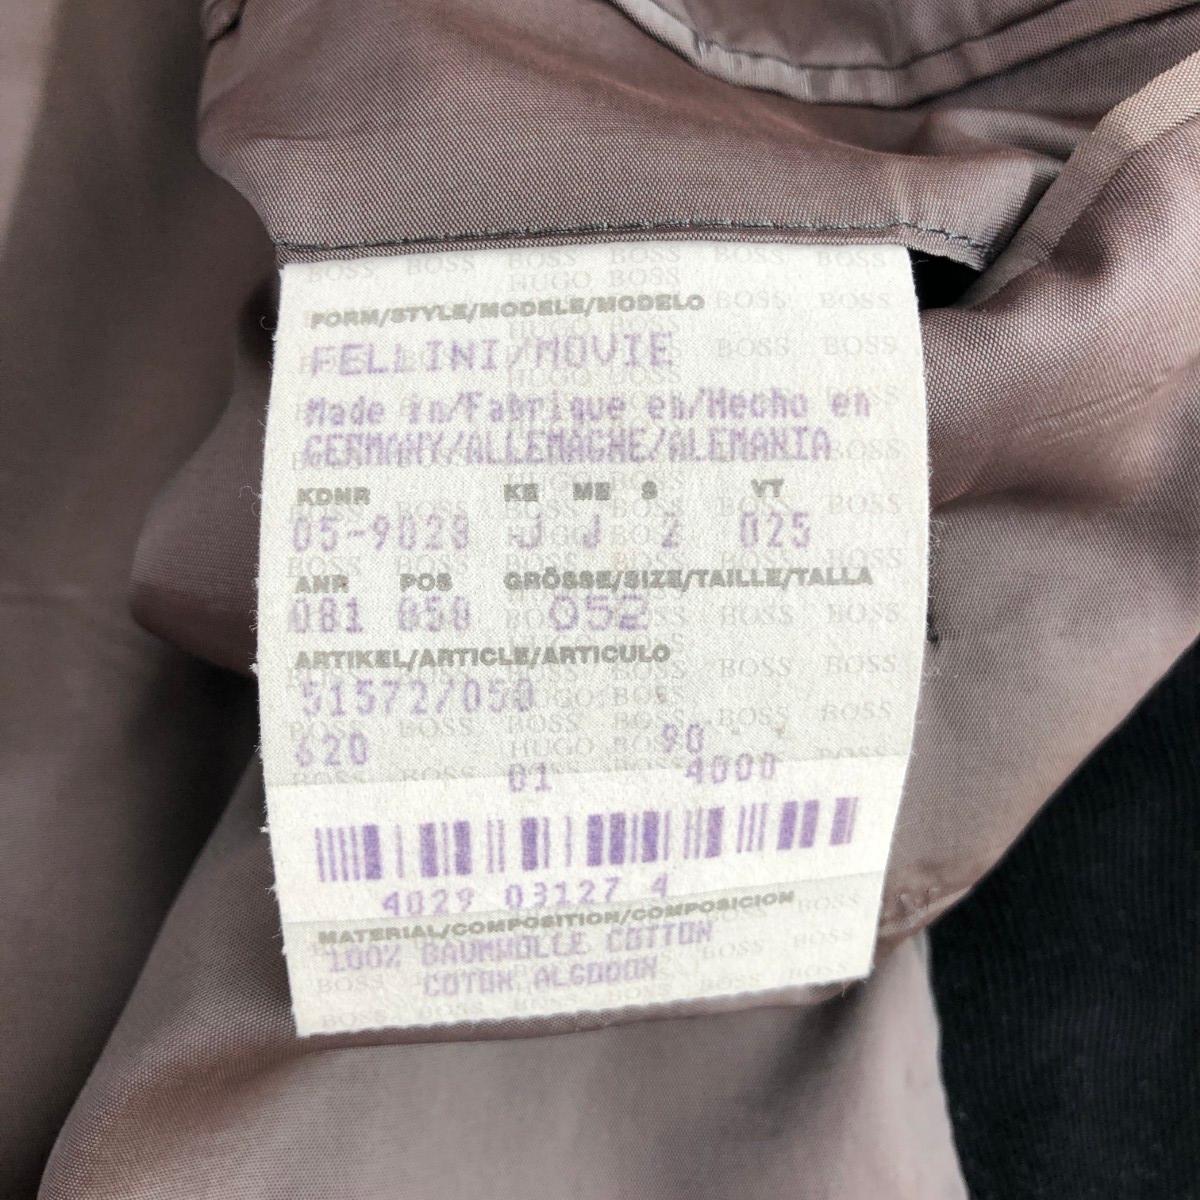 FORM/STYLE/MODELE/MODELO
FELLINI/MOVIE
Made in/Fabrique en/Hecho en
GERMANY/ALLEMAGNE/ALEMANIA
KDNR KE ME S VT
05-9028 J J 2 025
ANR POS GRÖSSE/SIZE/TAILLE/TALLA
081 050 052
ARTIKEL/ARTICLE/ARTICULO
51572/050
620 90
01 4000
4029 03127 4
MATERIAL/COMPOSITION/COMPOSICION
100% BAUMWOLLE COTTON
COTON ALGODON